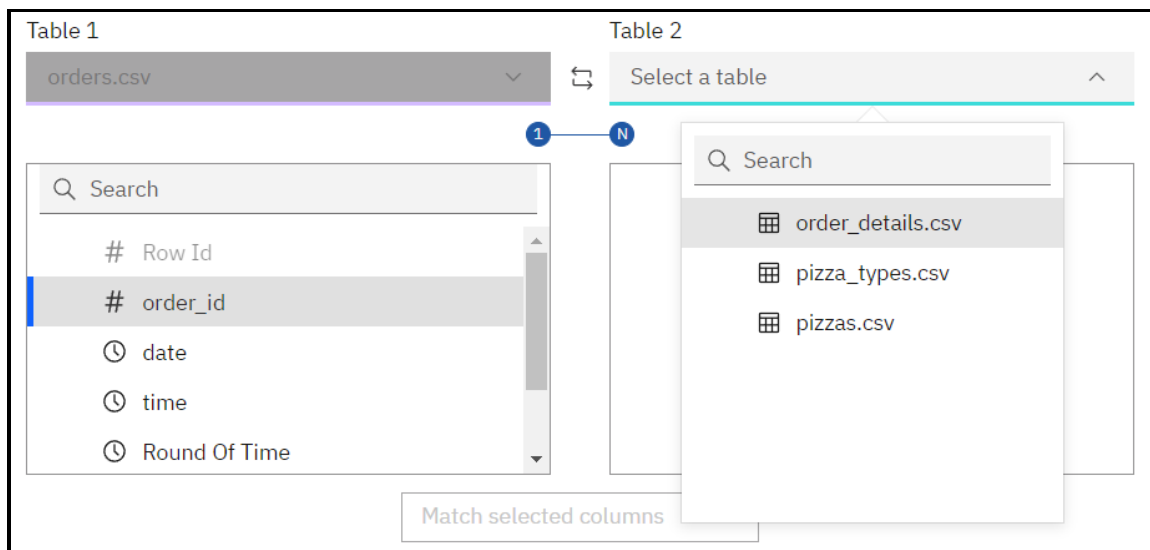 Table 1
Table 2
orders.csv
Select a table
1
N
Search
# Row Id
# order_id
date
time
Round Of Time
Search
order_details.csv
pizza_types.csv
pizzas.csv
Match selected columns